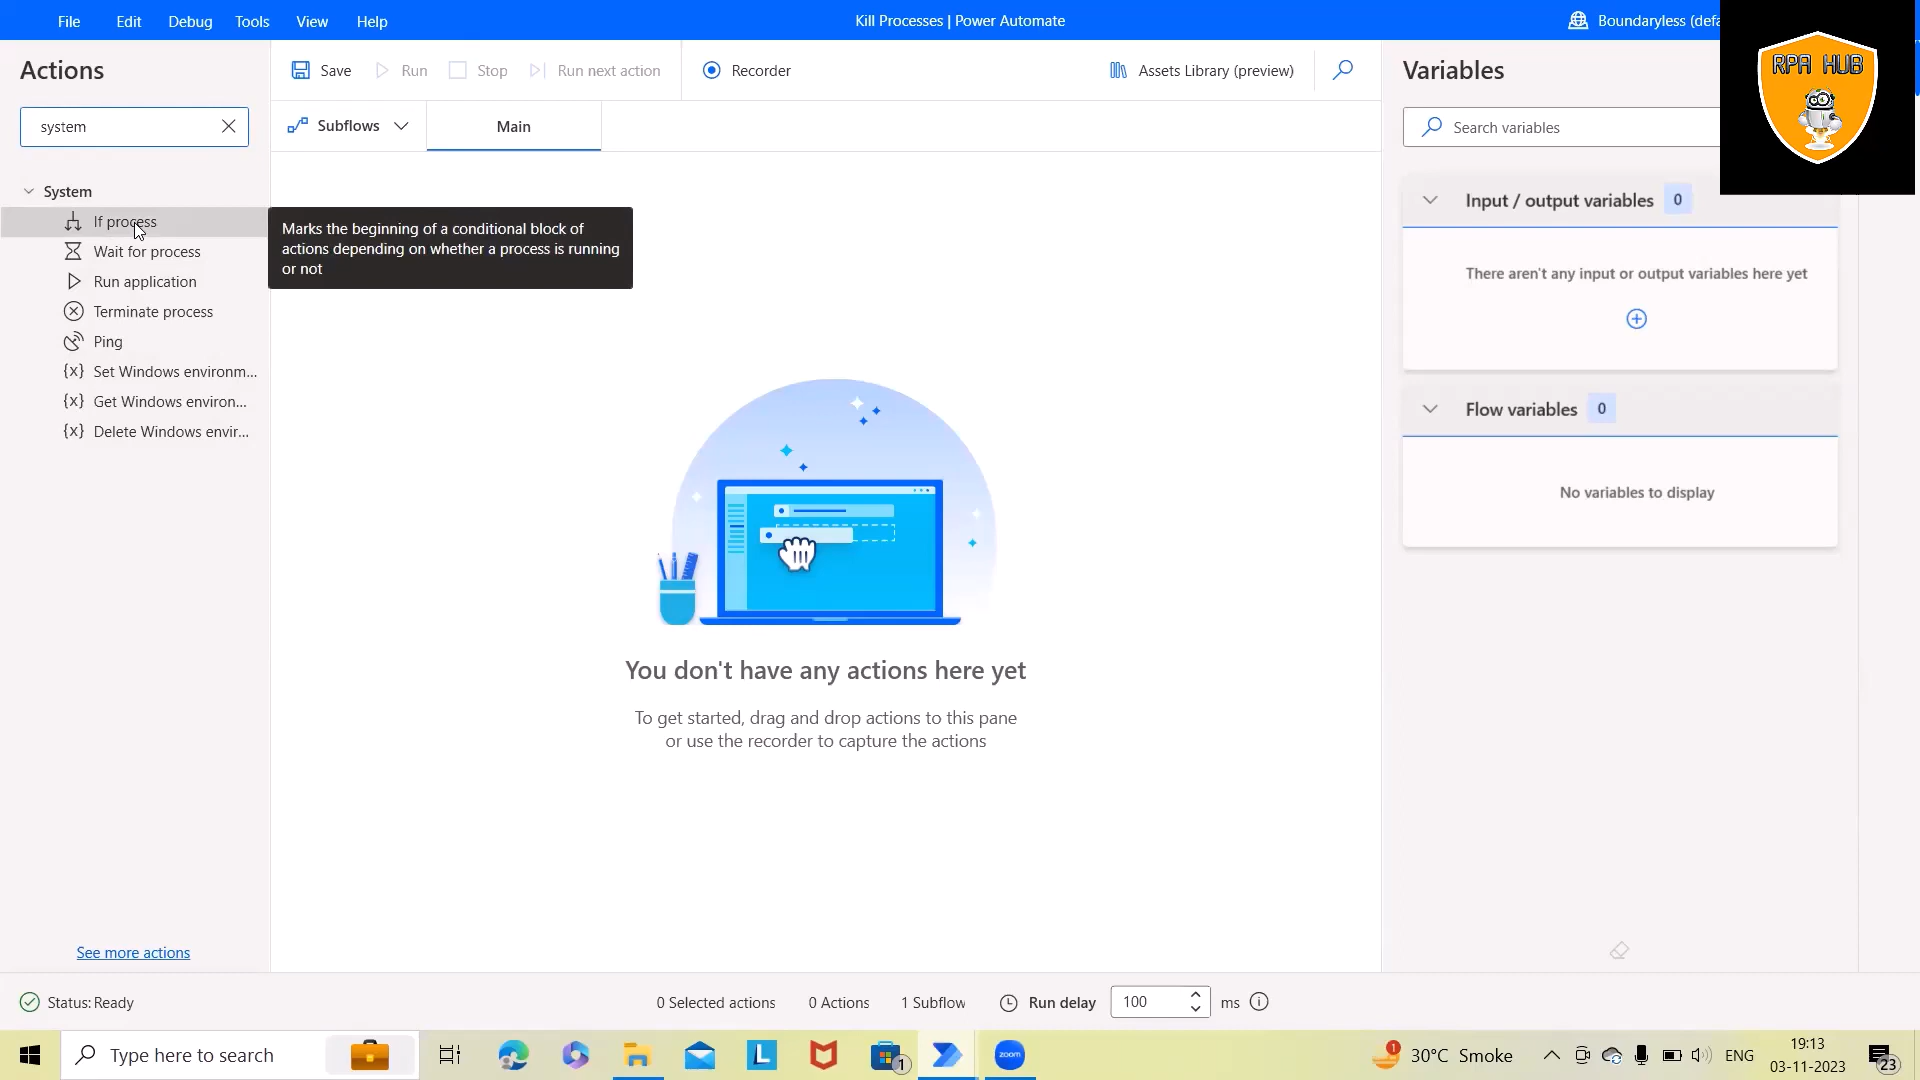 File Edit Debug Tools View Help
Kill Processes | Power Automate
Boundaryless (defa
RPA HUB
Actions
Save Run Stop Run next action Recorder
Assets Library (preview)
Variables
system
Subflows Main
Search variables
System
If process
Wait for process
Run application
Terminate process
Ping
{x} Set Windows environm...
{x} Get Windows environ...
{x} Delete Windows envir...
Marks the beginning of a conditional block of
actions depending on whether a process is running
or not
Input / output variables 0
There aren't any input or output variables here yet
Flow variables 0
No variables to display
You don't have any actions here yet
To get started, drag and drop actions to this pane
or use the recorder to capture the actions
See more actions
Status: Ready
0 Selected actions 0 Actions 1 Subflow Run delay 100 ms
Type here to search
L
1
zoom
1
30°C Smoke
ENG
19:13
03-11-2023
23